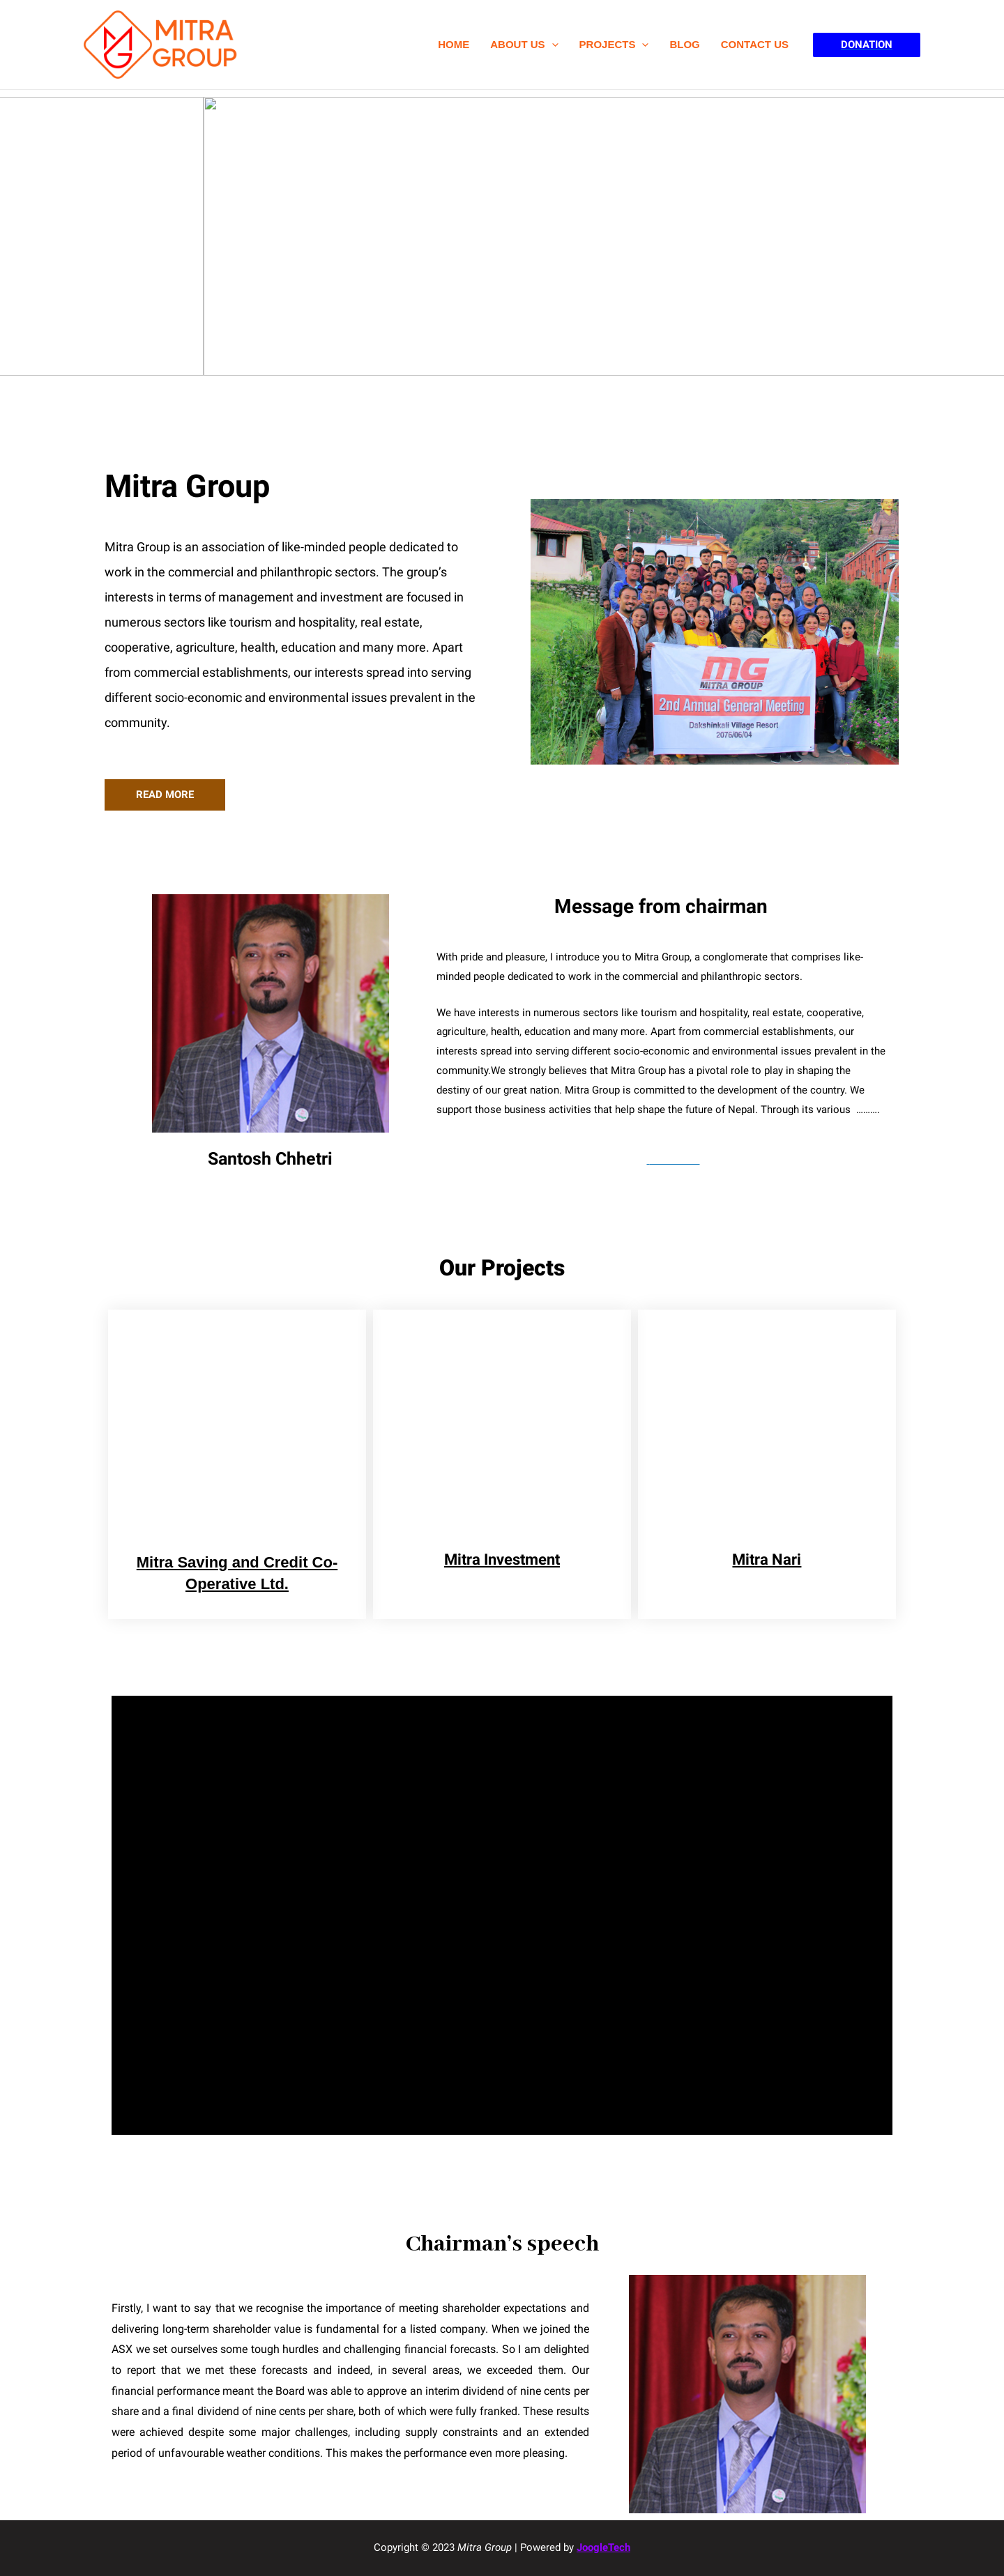 MITRA
GROUP
HOME ABOUT US PROJECTS BLOG CONTACT US DONATION
Mitra Group
Mitra Group is an association of like-minded people dedicated to
work in the commercial and philanthropic sectors. The group’s
interests in terms of management and investment are focused in
numerous sectors like tourism and hospitality, real estate,
cooperative, agriculture, health, education and many more. Apart
from commercial establishments, our interests spread into serving
different socio-economic and environmental issues prevalent in the
community.
READ MORE
MG
MITRA GROUP
2nd Annual General Meeting
Dakshinkali Village Resort
2076/06/04
Message from chairman
With pride and pleasure, I introduce you to Mitra Group, a conglomerate that comprises like-
minded people dedicated to work in the commercial and philanthropic sectors.
We have interests in numerous sectors like tourism and hospitality, real estate, cooperative,
agriculture, health, education and many more. Apart from commercial establishments, our
interests spread into serving different socio-economic and environmental issues prevalent in the
community.We strongly believes that Mitra Group has a pivotal role to play in shaping the
destiny of our great nation. Mitra Group is committed to the development of the country. We
support those business activities that help shape the future of Nepal. Through its various ……….
Santosh Chhetri
Our Projects
Mitra Saving and Credit Co-
Operative Ltd.
Mitra Investment
Mitra Nari
Chairman’s speech
Firstly, I want to say that we recognise the importance of meeting shareholder expectations and
delivering long-term shareholder value is fundamental for a listed company. When we joined the
ASX we set ourselves some tough hurdles and challenging financial forecasts. So I am delighted
to report that we met these forecasts and indeed, in several areas, we exceeded them. Our
financial performance meant the Board was able to approve an interim dividend of nine cents per
share and a final dividend of nine cents per share, both of which were fully franked. These results
were achieved despite some major challenges, including supply constraints and an extended
period of unfavourable weather conditions. This makes the performance even more pleasing.
Copyright © 2023 Mitra Group | Powered by JoogleTech